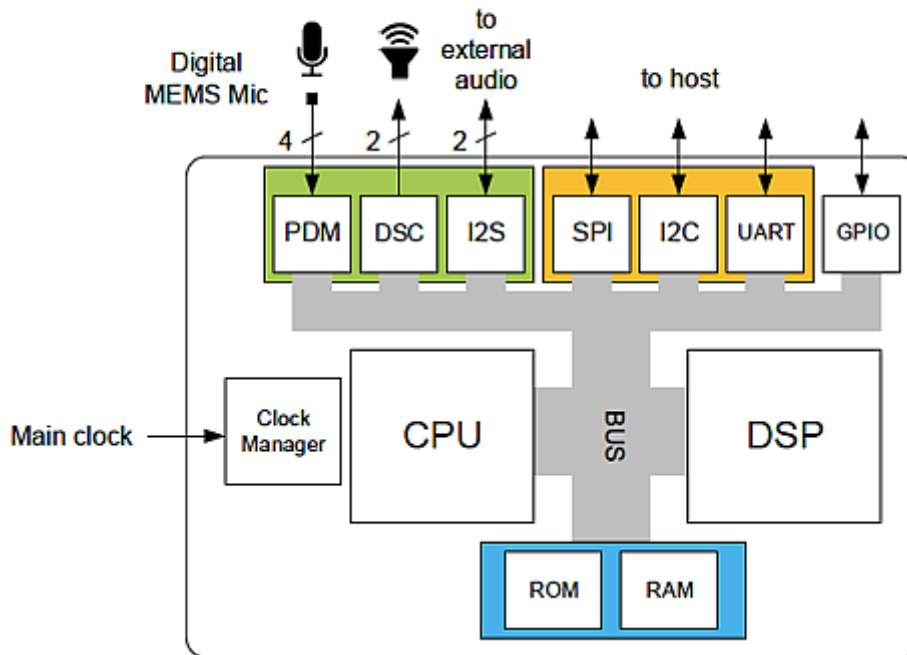 to
external
audio
Digital
MEMS Mic
to host
4
2
2
PDM
DSC
I2S
SPI
I2C
UART
GPIO
Main clock
Clock
Manager
CPU
BUS
DSP
ROM
RAM